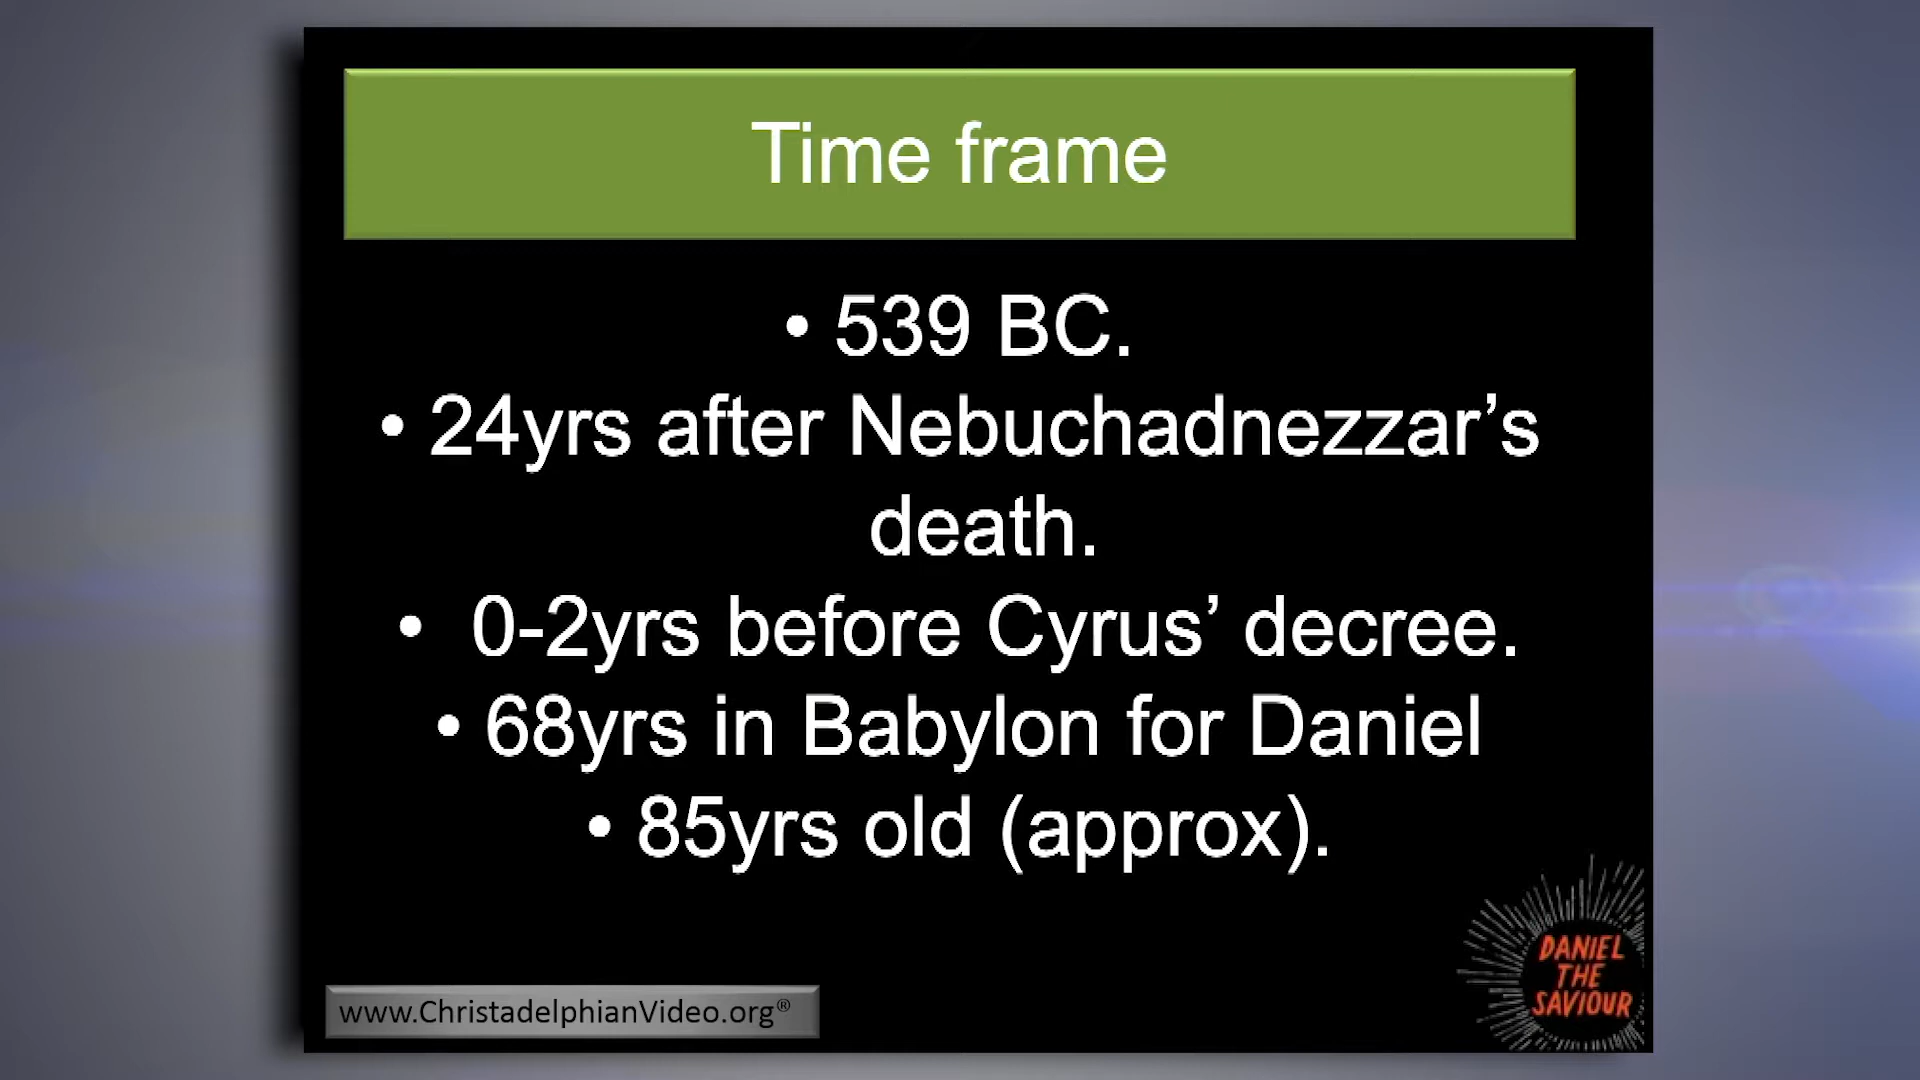 Time frame
• 539 BC.
• 24yrs after Nebuchadnezzar’s
death.
• 0-2yrs before Cyrus’ decree.
• 68yrs in Babylon for Daniel
• 85yrs old (approx).
DANIEL
THE
SAVIOUR
www.ChristadelphianVideo.org®